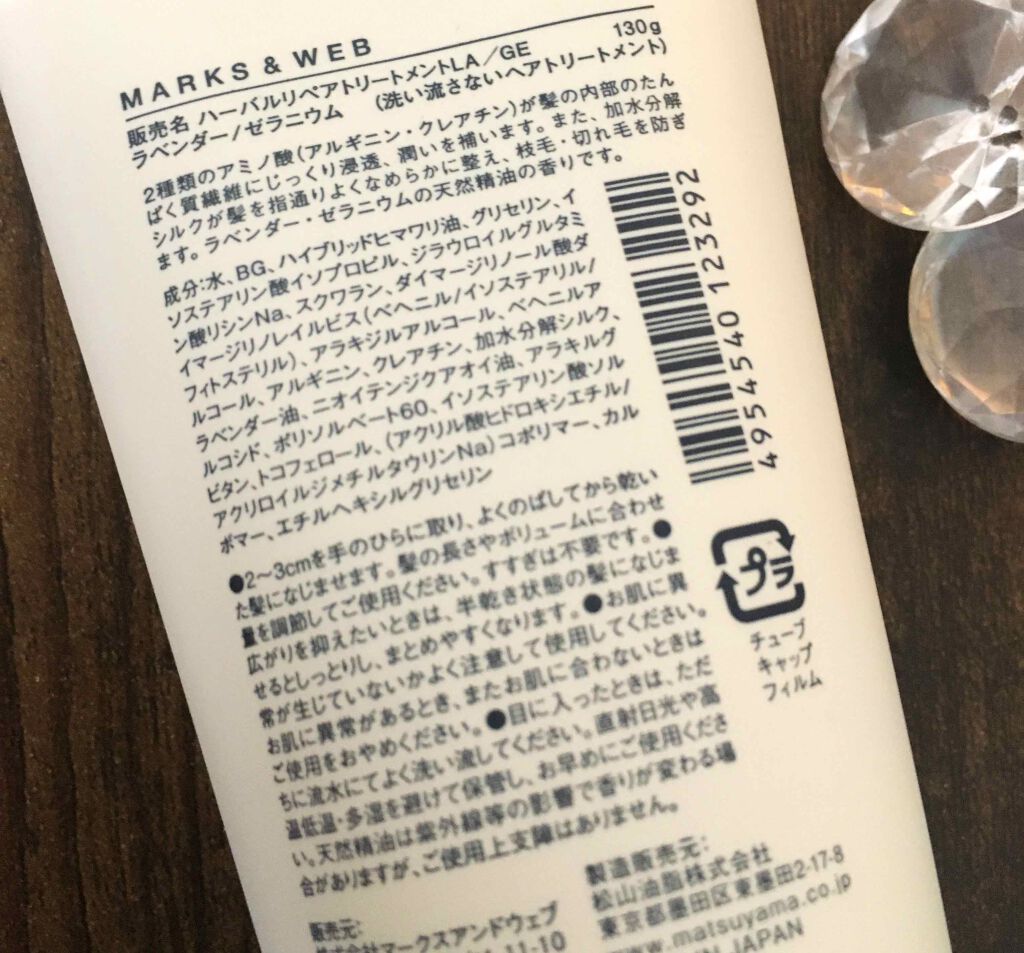 MARKS & WEB
販売名 ハーバルリペアトリートメントLA/GE 130g
ラベンダー/ゼラニウム (洗い流さないヘアトリートメント)
2種類のアミノ酸(アルギニン・クレアチン)が髪の内部のたん
ぱく質繊維にじっくり浸透、潤いを補います。また、加水分解
シルクが髪を指通りよくなめらかに整え、枝毛・切れ毛を防ぎ
ます。ラベンダー・ゼラニウムの天然精油の香りです。
成分:水、BG、ハイブリッドヒマワリ油、グリセリン、イ
ソステアリン酸イソプロピル、ジラウロイルグルタミ
ン酸リシンNa、スクワラン、ダイマージリノール酸ダ
イマージリノレイルビス(ベヘニル/イソステアリル/
フィトステリル)、アラキジルアルコール、ベヘニルア
ルコール、アルギニン、クレアチン、加水分解シルク、
ラベンダー油、ニオイテンジクアオイ油、アラキルグ
ルコシド、ポリソルベート60、イソステアリン酸ソル
ビタン、トコフェロール、(アクリル酸ヒドロキシエチル/
アクリロイルジメチルタウリンNa)コポリマー、カル
ボマー、エチルヘキシルグリセリン
4954540123292
●2〜3cmを手のひらに取り、よくのばしてから乾い
た髪になじませます。髪の長さやボリュームに合わせ
量を調節してご使用ください。すすぎは不要です。●
広がりを抑えたいときは、半乾き状態の髪になじま
せるとしっとりし、まとめやすくなります。●お肌に異
常が生じていないかよく注意して使用してください。
お肌に異常があるとき、またお肌に合わないときは
ご使用をおやめください。●目に入ったときは、ただ
ちに流水にてよく洗い流してください。直射日光や高
温低温・多湿を避けて保管し、お早めにご使用くださ
い。天然精油は紫外線等の影響で香りが変わる場
合がありますが、ご使用上支障はありません。
プラ
チューブ
キャップ
フィルム
販売元:
株式会社マークスアンドウェブ
11-10
製造販売元:
松山油脂株式会社
東京都墨田区東墨田2-17-8
www.matsuyama.co.jp
IN JAPAN